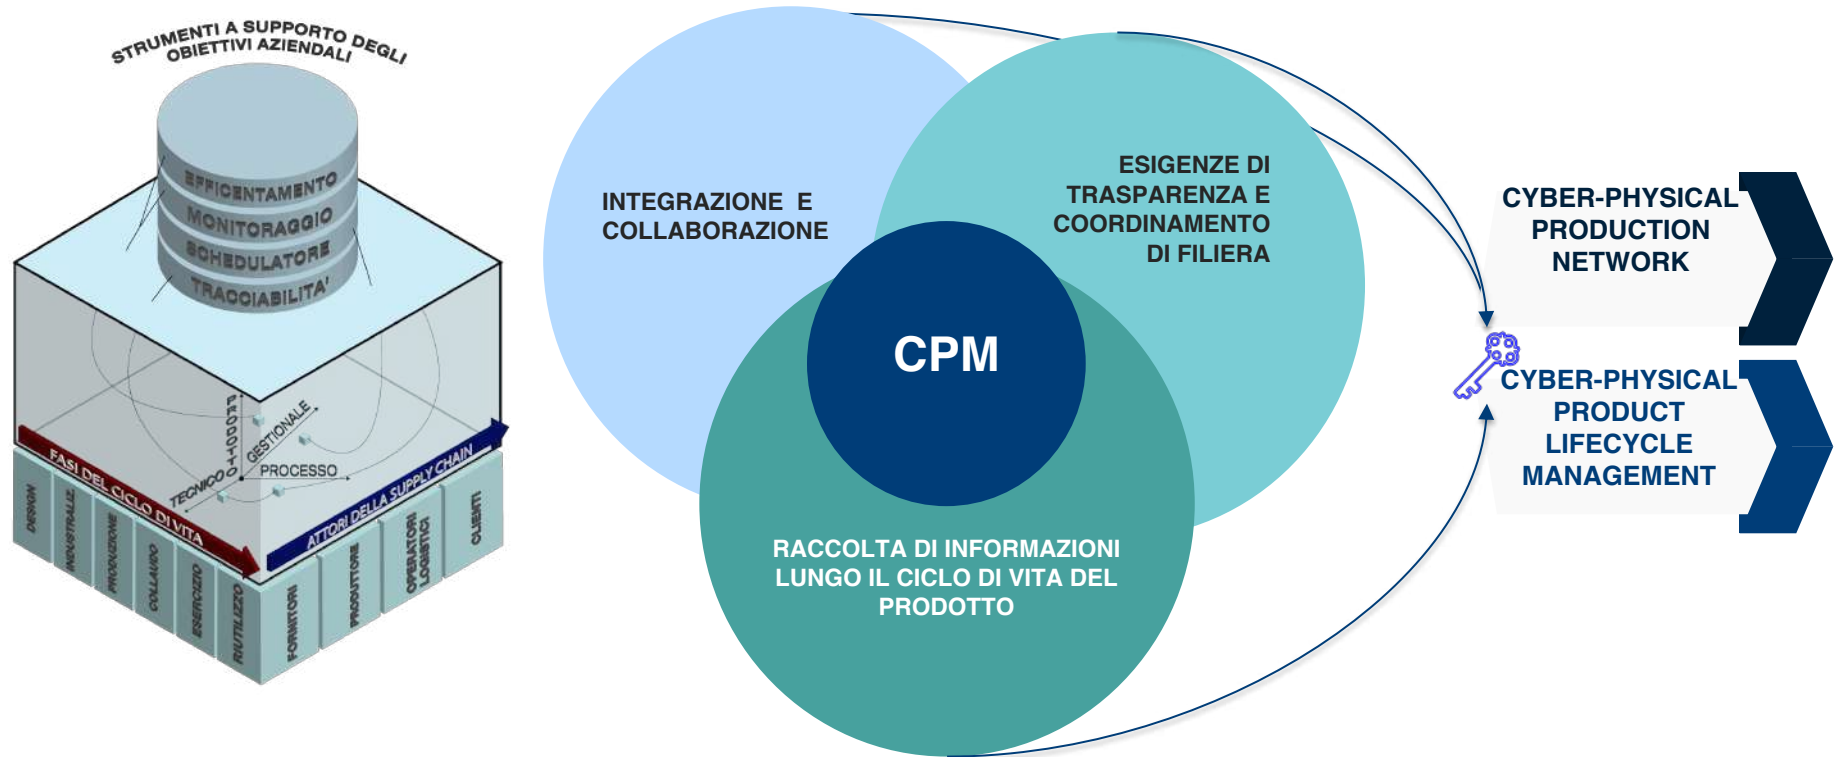 STRUMENTI A SUPPORTO DEGLI
OBIETTIVI AZIENDALI
EFFICENTAMENTO
MONITORAGGIO
SCHEDULATORE
TRACCIABILITA'
PRODOTTO
GESTIONALE
PROCESSO
TECNICO
FASI DEL CICLO DI VITA
ATTORI DELLA SUPPLY CHAIN
DESIGN
INDUSTRIALIZ.
PRODUZIONE
COLLAUDO
ESERCIZIO
RIUTILIZZO
FORNITORI
PRODUTTORE
OPERATORI
LOGISTICI
CLIENTI
INTEGRAZIONE E
COLLABORAZIONE
ESIGENZE DI
TRASPARENZA E
COORDINAMENTO
DI FILIERA
CPM
RACCOLTA DI INFORMAZIONI
LUNGO IL CICLO DI VITA DEL
PRODOTTO
CYBER-PHYSICAL
PRODUCTION
NETWORK
CYBER-PHYSICAL
PRODUCT
LIFECYCLE
MANAGEMENT